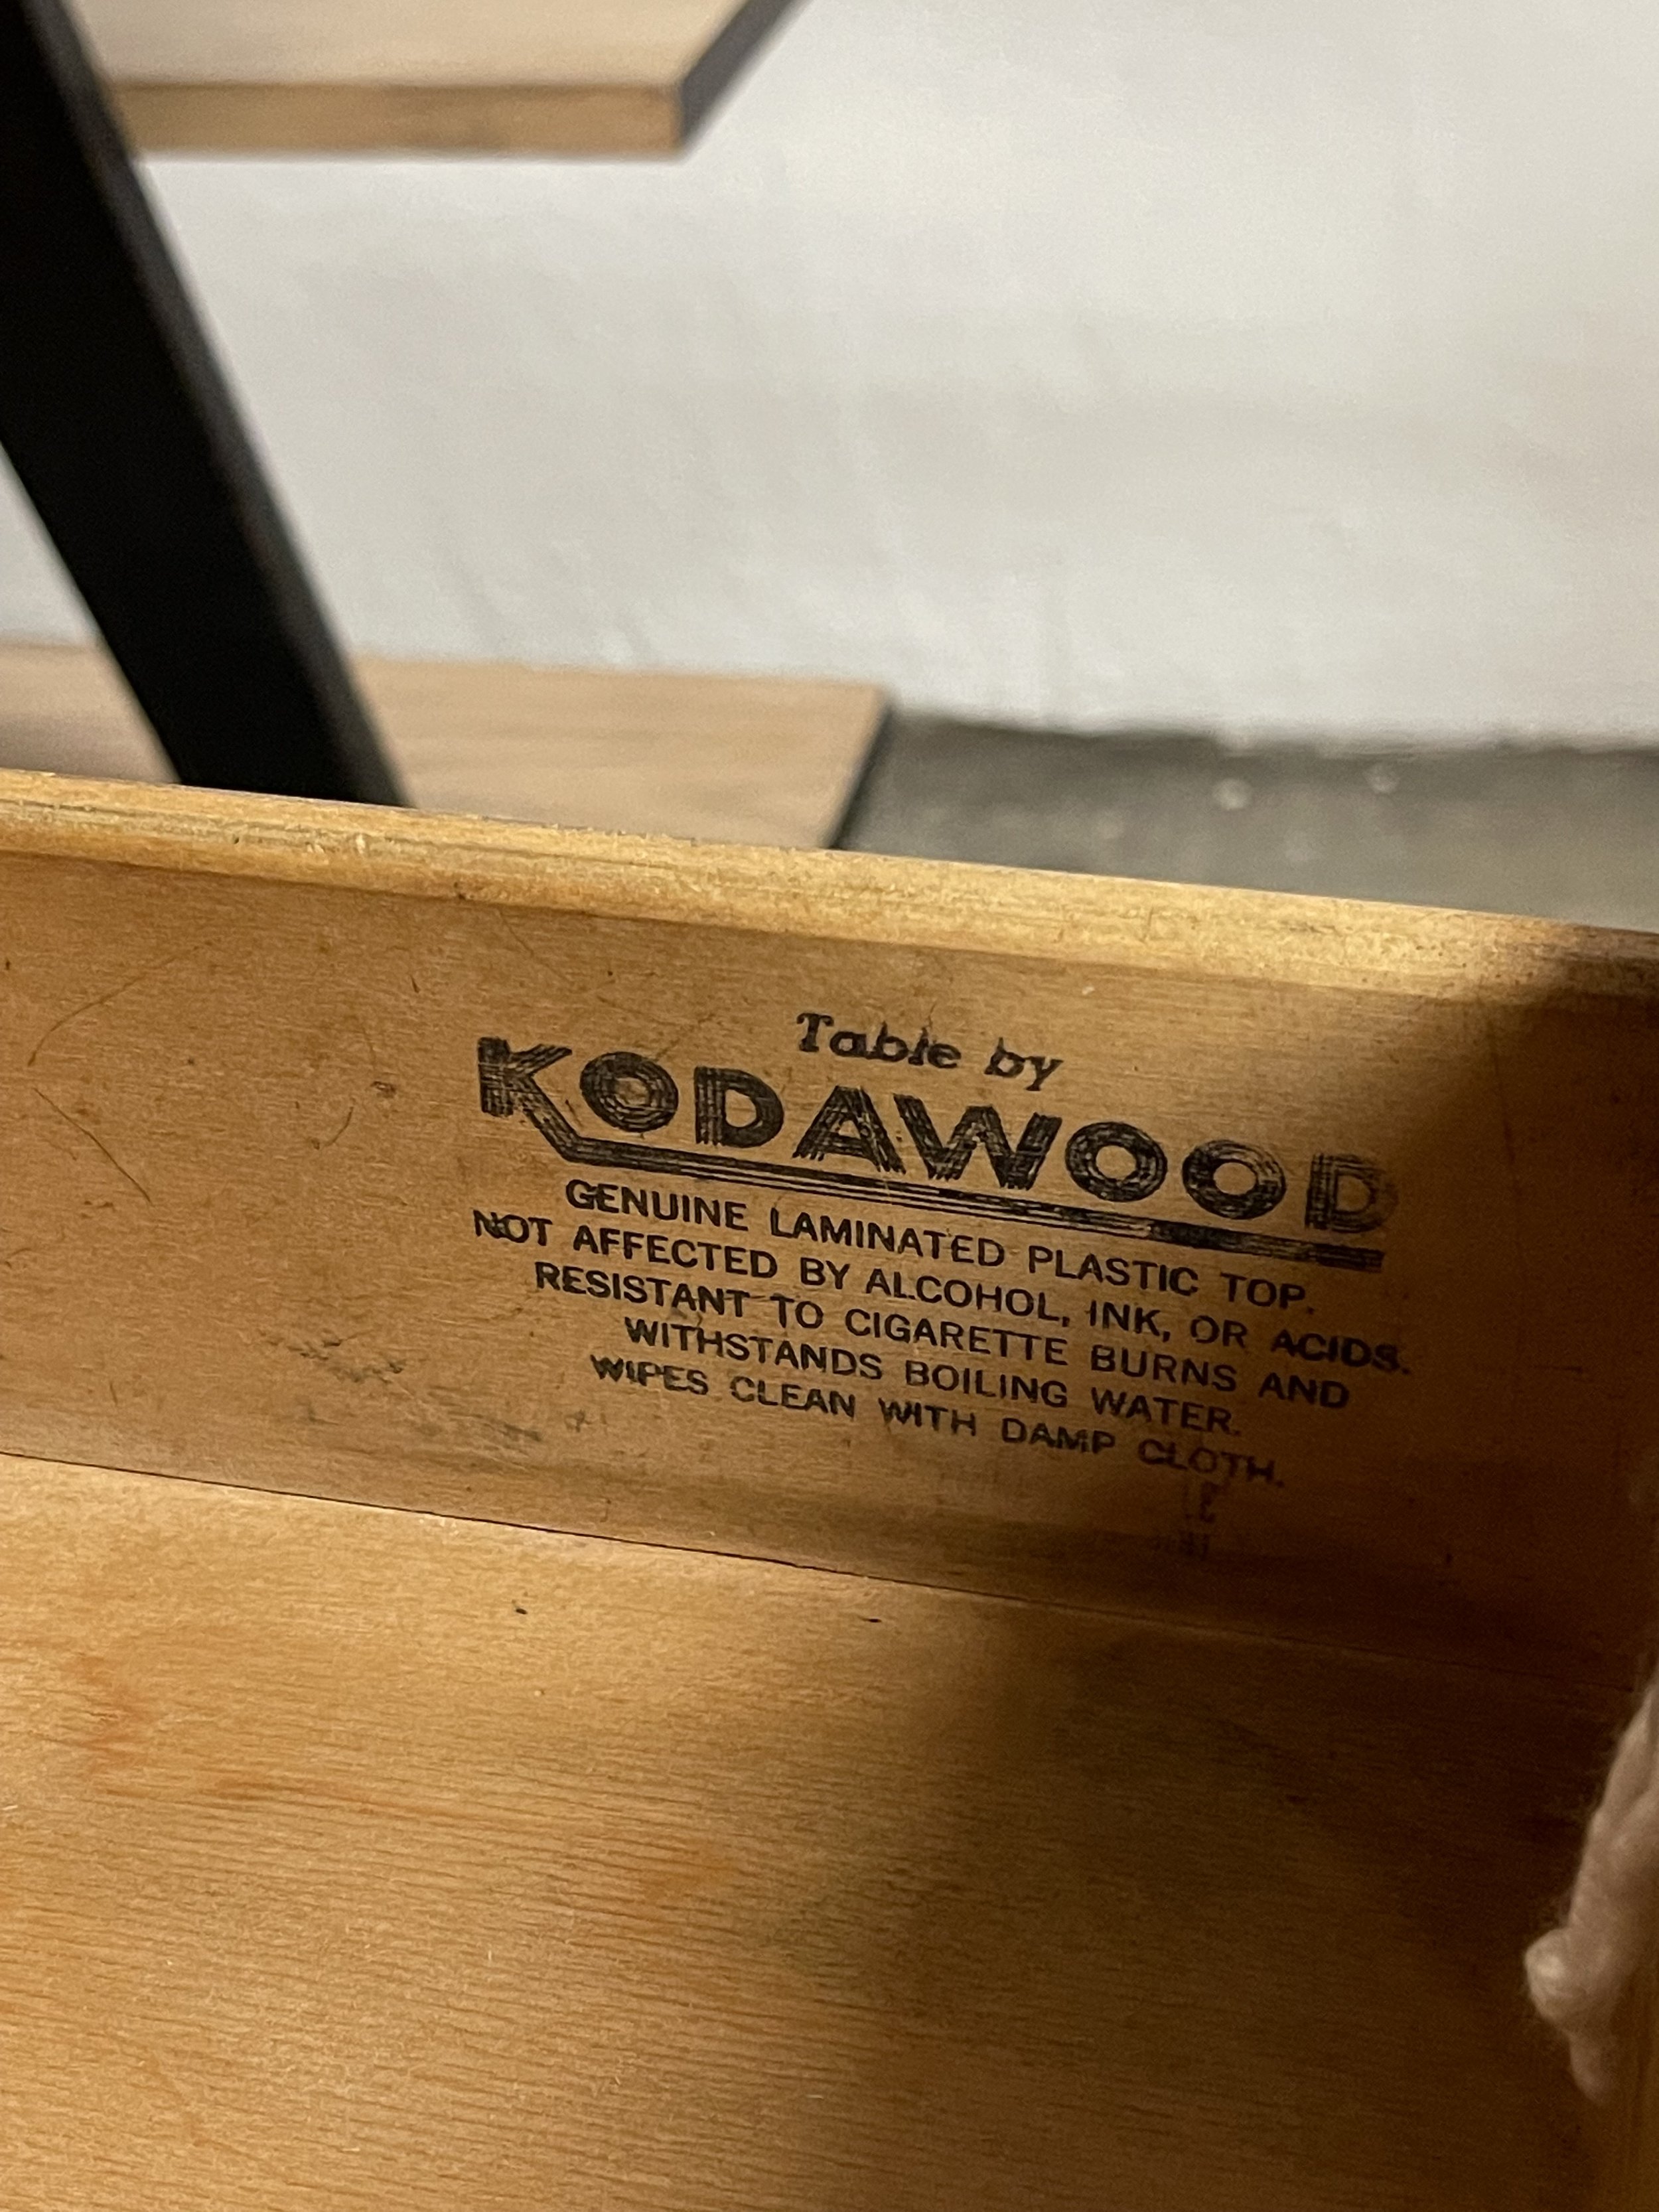 Table by
KODAWOOD
GENUINE LAMINATED PLASTIC TOP.
NOT AFFECTED BY ALCOHOL, INK, OR ACIDS.
RESISTANT TO CIGARETTE BURNS AND
WITHSTANDS BOILING WATER.
WIPES CLEAN WITH DAMP CLOTH.